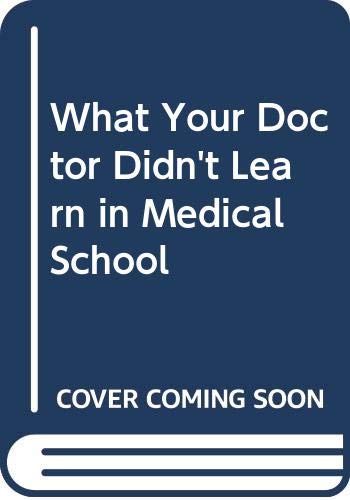 What Your Doc
tor Didn't Lea
rn in Medical
School
COVER COMING SOON